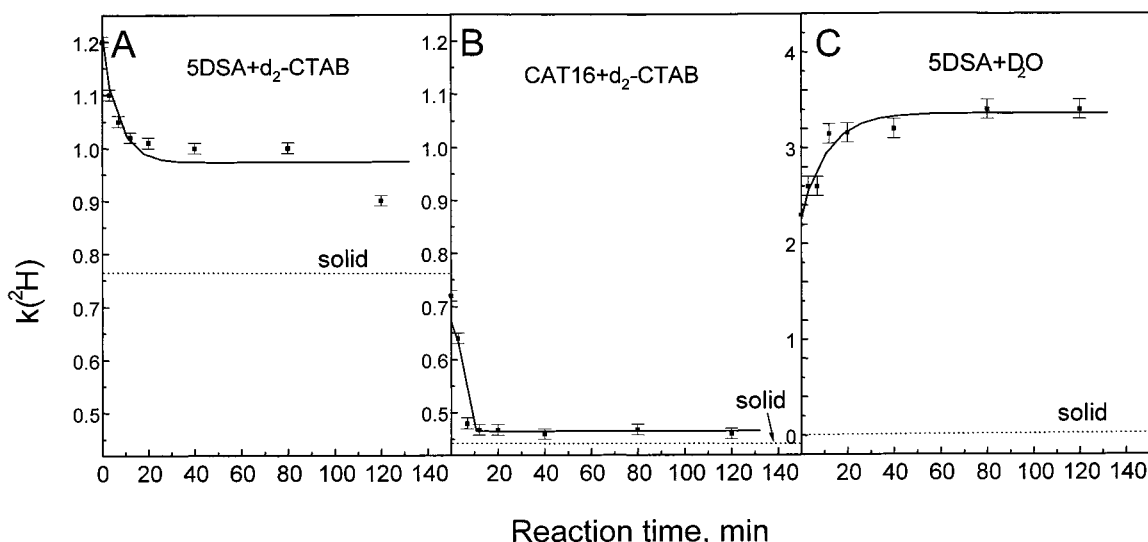 A
5DSA+d₂-CTAB
solid
1.2
1.1
1.0
0.9
0.8
0.7
0.6
0.5
0 20 40 60 80 100 120 140
B
CAT16+d₂-CTAB
solid
1.2
1.1
1.0
0.9
0.8
0.7
0.6
0.5
0 20 40 60 80 100 120 140
C
5DSA+D₂O
solid
4
3
2
1
0
0 20 40 60 80 100 120 140
k(²H)
Reaction time, min